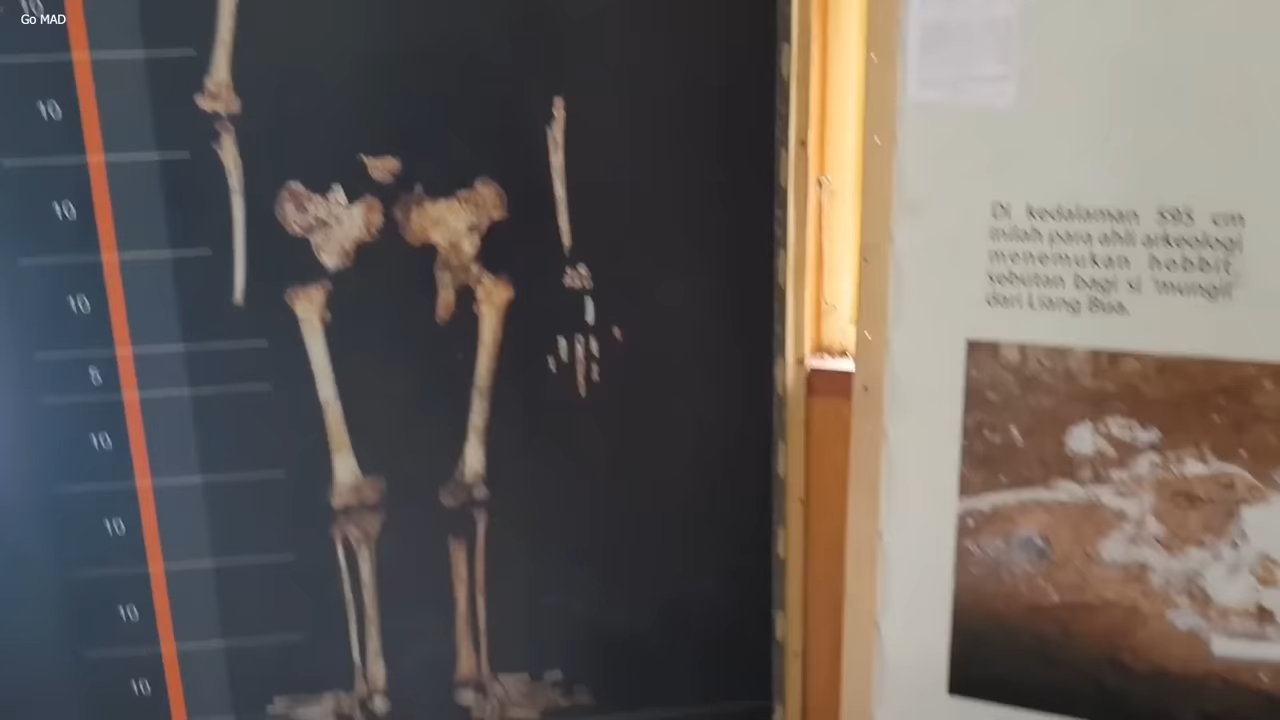 Go MAD
10
10
10
10
8
10
10
10
10
Di kedalaman 595 cm
inilah para ahli arkeologi
menemukan hobbit,
sebutan bagi si 'mungil'
dari Liang Bua.